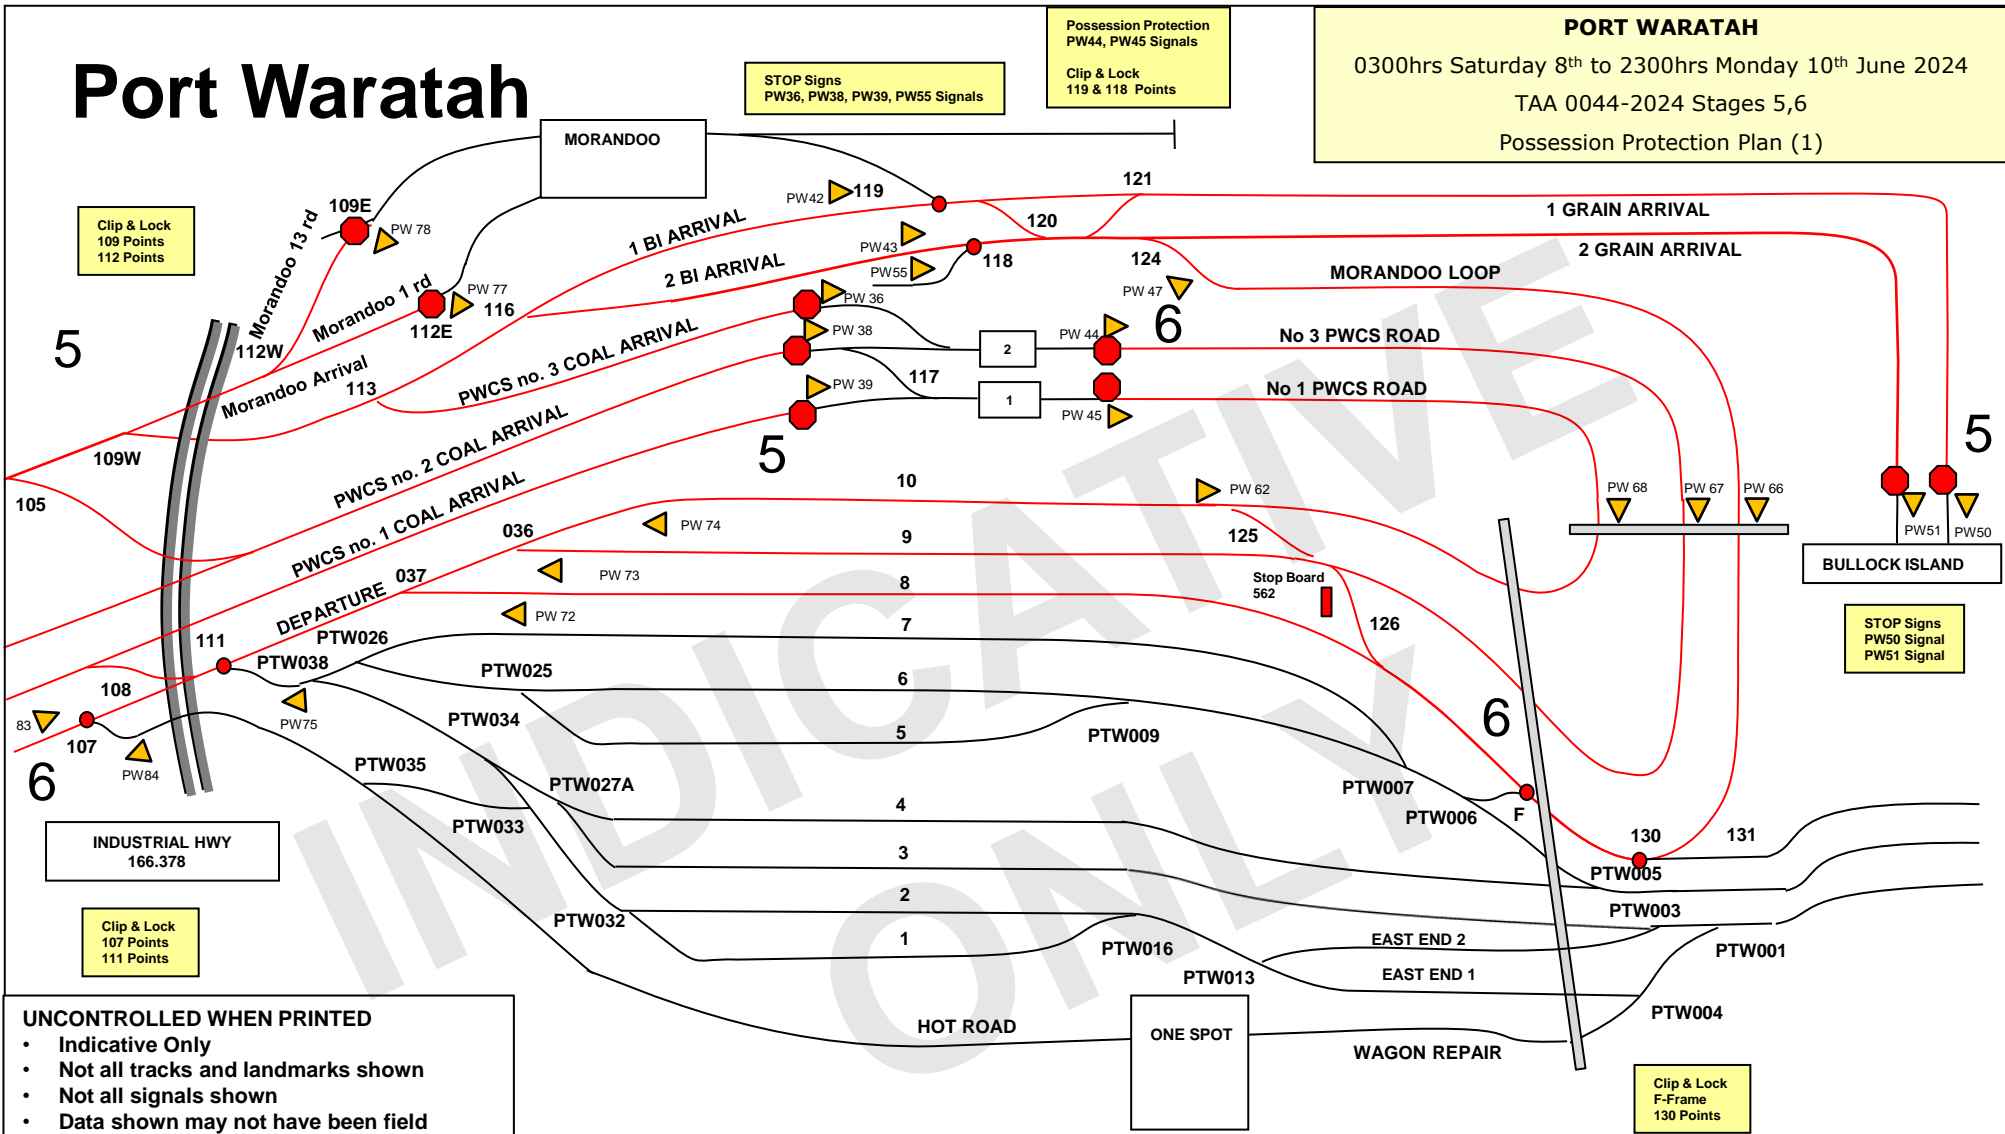 Port Waratah
PORT WARATAH
0300hrs Saturday 8th to 2300hrs Monday 10th June 2024
TAA 0044-2024 Stages 5,6
Possession Protection Plan (1)
Possession Protection
PW44, PW45 Signals
Clip & Lock
119 & 118 Points
STOP Signs
PW36, PW38, PW39, PW55 Signals
MORANDOO
Clip & Lock
109 Points
112 Points
109E
PW 78
Morandoo 13 rd
PW42
119
121
120
1 GRAIN ARRIVAL
2 GRAIN ARRIVAL
1 BI ARRIVAL
2 BI ARRIVAL
PW43
PW55
118
124
PW 47
MORANDOO LOOP
Morandoo 1 rd
PW 77
116
112E
112W
5
Morandoo Arrival
113
PWCS no. 3 COAL ARRIVAL
PW 36
PW 38
PW 39
117
2
1
PW 44
PW 45
6
No 3 PWCS ROAD
No 1 PWCS ROAD
109W
105
PWCS no. 2 COAL ARRIVAL
PWCS no. 1 COAL ARRIVAL
5
5
10
PW 62
PW 68
PW 67
PW 66
PW51
PW50
BULLOCK ISLAND
036
PW 74
9
125
037
PW 73
8
Stop Board
562
DEPARTURE
PW 72
7
126
STOP Signs
PW50 Signal
PW51 Signal
111
PTW026
PTW038
PTW025
6
108
PW75
PTW034
5
PTW009
6
83
107
PW84
6
PTW035
PTW027A
4
PTW007
PTW006
F
130
131
PTW033
3
PTW005
INDUSTRIAL HWY
166.378
2
PTW003
PTW032
1
PTW016
EAST END 2
PTW001
Clip & Lock
107 Points
111 Points
PTW013
EAST END 1
PTW004
HOT ROAD
ONE SPOT
WAGON REPAIR
Clip & Lock
F-Frame
130 Points
UNCONTROLLED WHEN PRINTED
• Indicative Only
• Not all tracks and landmarks shown
• Not all signals shown
• Data shown may not have been field
INDICATIVE
ONLY